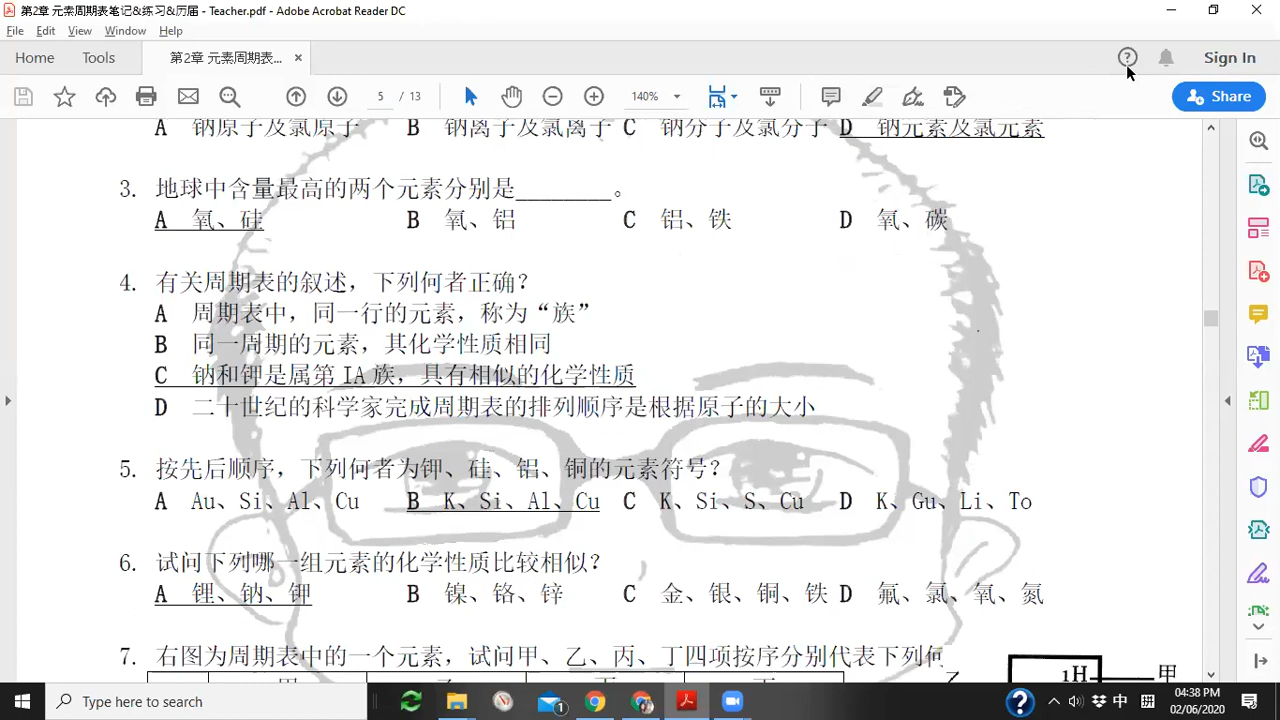 第2章 元素周期表笔记&练习&历届 - Teacher.pdf - Adobe Acrobat Reader DC
File Edit View Window Help
Home Tools 第2章 元素周期表... × Sign In
5 / 13 140% Share
A 钠原子及氯原子 B 钠离子及氯离子 C 钠分子及氯分子 D 钠元素及氯元素
3. 地球中含量最高的两个元素分别是________。
A 氧、硅 B 氧、铝 C 铝、铁 D 氧、碳
4. 有关周期表的叙述，下列何者正确？
A 周期表中，同一行的元素，称为“族”
B 同一周期的元素，其化学性质相同
C 钠和钾是属第 IA 族，具有相似的化学性质
D 二十世纪的科学家完成周期表的排列顺序是根据原子的大小
5. 按先后顺序，下列何者为钾、硅、铝、铜的元素符号？
A Au、Si、Al、Cu B K、Si、Al、Cu C K、Si、S、Cu D K、Gu、Li、To
6. 试问下列哪一组元素的化学性质比较相似？
A 锂、钠、钾 B 镍、铬、锌 C 金、银、铜、铁 D 氟、氯、氧、氮
7. 右图为周期表中的一个元素，试问甲、乙、丙、丁四项按序分别代表下列何
1H 甲
Type here to search
1
中 拼
04:38 PM
02/06/2020